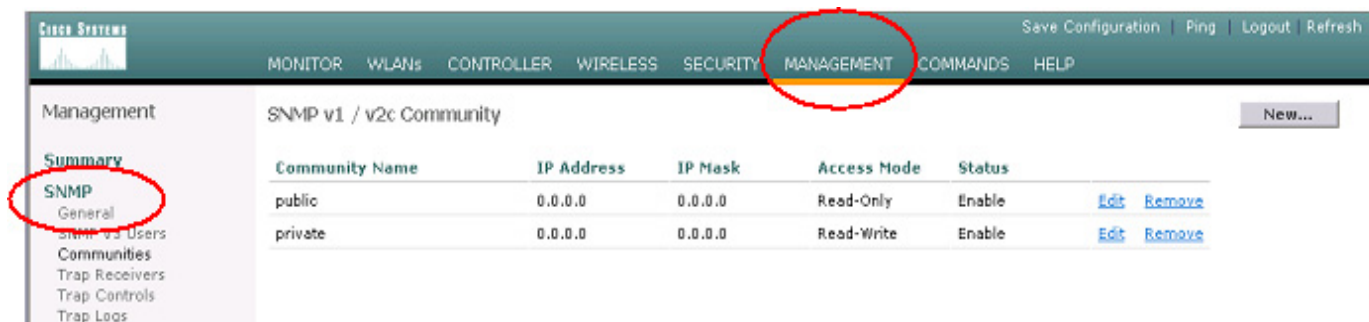 CISCO SYSTEMS
Save Configuration | Ping | Logout | Refresh
MONITOR WLANs CONTROLLER WIRELESS SECURITY MANAGEMENT COMMANDS HELP
Management
Summary
SNMP
General
SNMP V3 Users
Communities
Trap Receivers
Trap Controls
Trap Logs
SNMP v1 / v2c Community
New...
Community Name IP Address IP Mask Access Mode Status
public 0.0.0.0 0.0.0.0 Read-Only Enable Edit Remove
private 0.0.0.0 0.0.0.0 Read-Write Enable Edit Remove